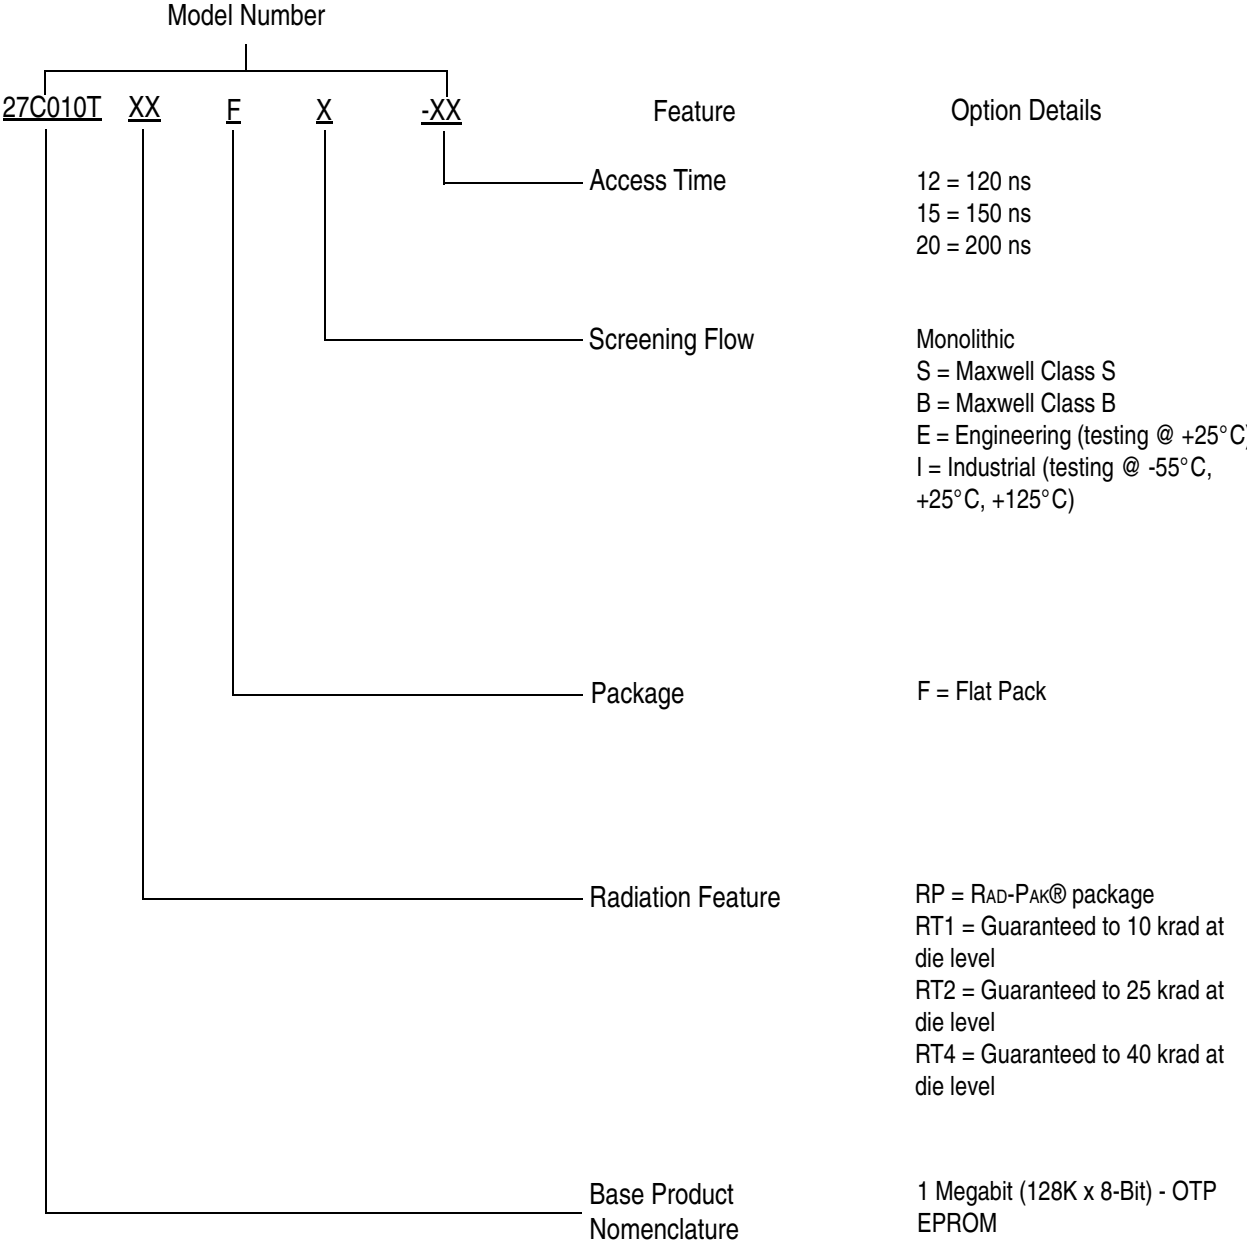 Model Number
27C010T XX F X -XX Feature Option Details
Access Time 12 = 120 ns
15 = 150 ns
20 = 200 ns
Screening Flow Monolithic
S = Maxwell Class S
B = Maxwell Class B
E = Engineering (testing @ +25°C)
I = Industrial (testing @ -55°C,
+25°C, +125°C)
Package F = Flat Pack
Radiation Feature RP = RAD-PAK® package
RT1 = Guaranteed to 10 krad at
die level
RT2 = Guaranteed to 25 krad at
die level
RT4 = Guaranteed to 40 krad at
die level
Base Product 1 Megabit (128K x 8-Bit) - OTP
Nomenclature EPROM